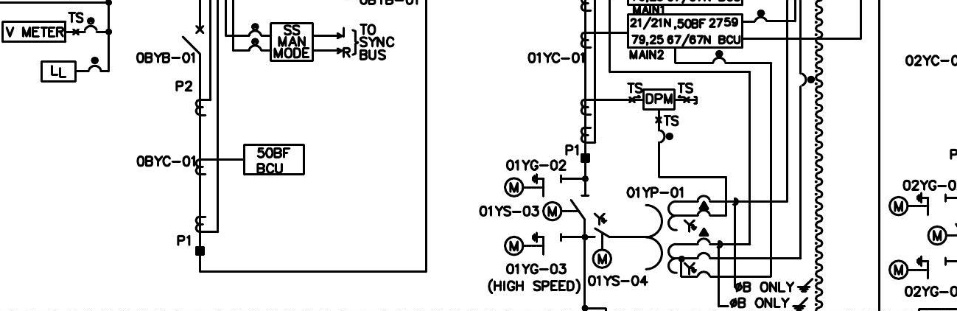 0BYB-01
TS
V METER
LL
0BYB-01
P2
SS
MAN
MODE
J
R
TO
SYNC
BUS
0BYC-01
50BF
BCU
P1
MAIN1
21/21N,50BF 2759
79,25 67/67N BCU
MAIN2
01YC-01
TS
DPM
TS
TS
P1
01YG-02
M
01YS-03
M
01YP-01
M
01YG-03
(HIGH SPEED)
M
01YS-04
ØB ONLY
ØB ONLY
02YC-0
P
02YG-0
M
M
M
02YG-0